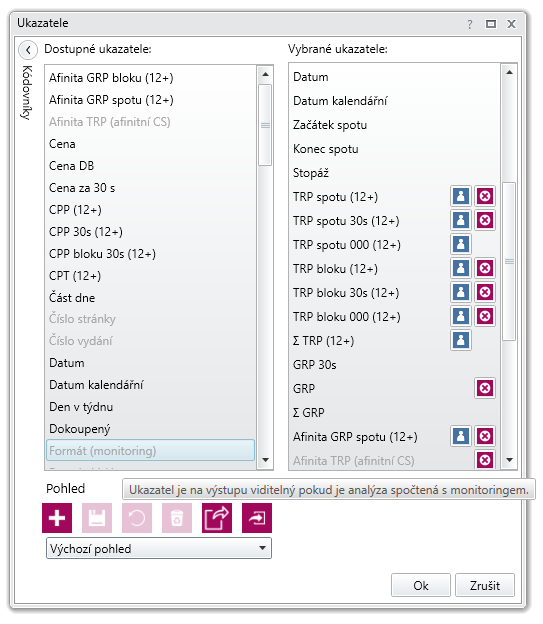 Ukazatele
Dostupné ukazatele:
Kódovníky
Afinita GRP bloku (12+)
Afinita GRP spotu (12+)
Afinita TRP (afinitní CS)
Cena
Cena DB
Cena za 30 s
CPP (12+)
CPP 30s (12+)
CPP bloku 30s (12+)
CPT (12+)
Část dne
Číslo stránky
Číslo vydání
Datum
Datum kalendářní
Den v týdnu
Dokoupený
Formát (monitoring)
Vybrané ukazatele:
Datum
Datum kalendářní
Začátek spotu
Konec spotu
Stopáž
TRP spotu (12+)
TRP spotu 30s (12+)
TRP spotu 000 (12+)
TRP bloku (12+)
TRP bloku 30s (12+)
TRP bloku 000 (12+)
Σ TRP (12+)
GRP 30s
GRP
Σ GRP
Afinita GRP spotu (12+)
Afinita TRP (afinitní CS)
Pohled
Ukazatel je na výstupu viditelný pokud je analýza spočtená s monitoringem.
Výchozí pohled
Ok
Zrušit